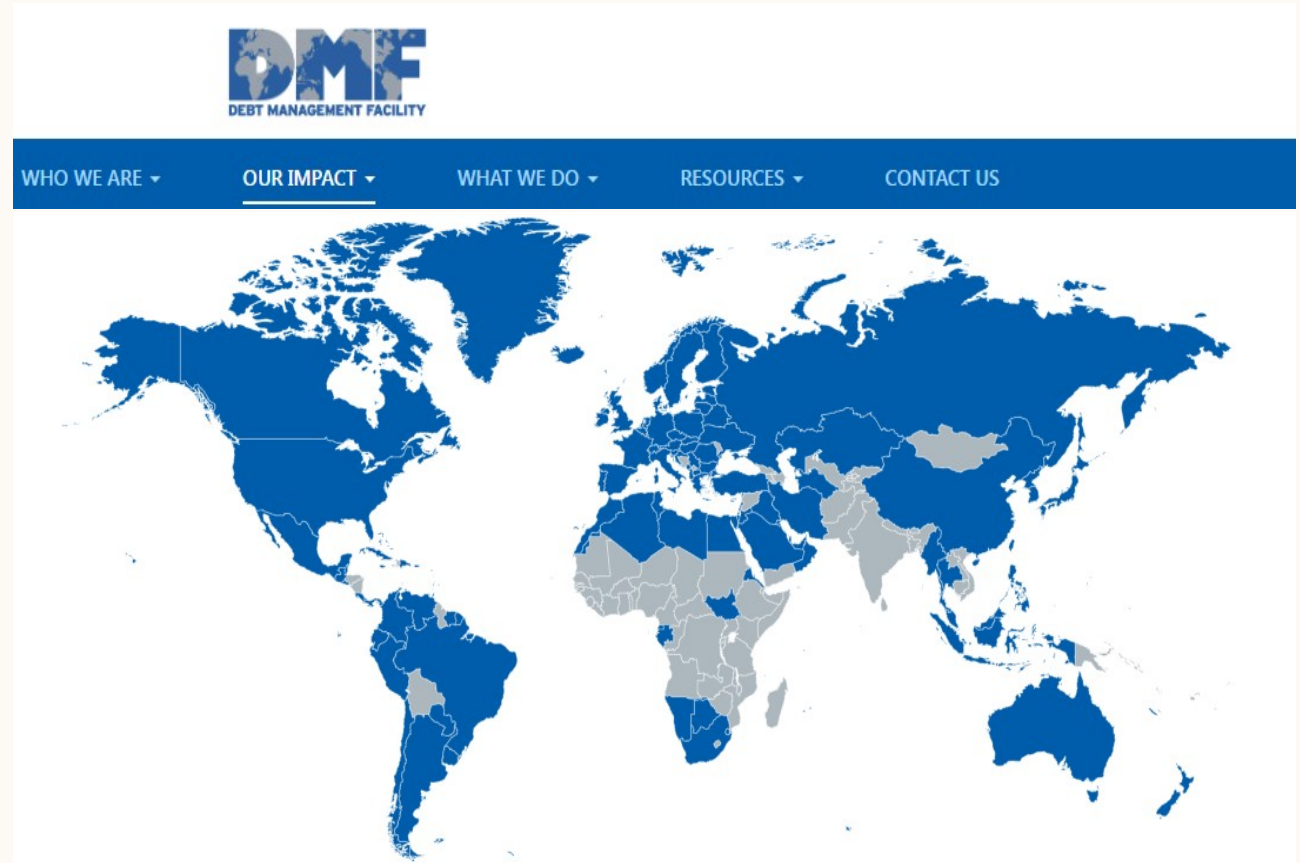 DMF
DEBT MANAGEMENT FACILITY
WHO WE ARE OUR IMPACT WHAT WE DO RESOURCES CONTACT US